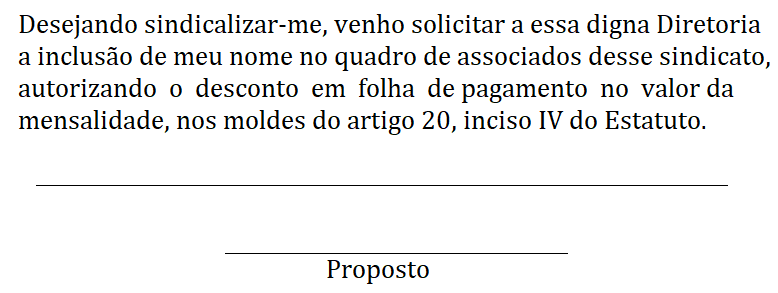 Desejando sindicalizar-me, venho solicitar a essa digna Diretoria
a inclusão de meu nome no quadro de associados desse sindicato,
autorizando o desconto em folha de pagamento no valor da
mensalidade, nos moldes do artigo 20, inciso IV do Estatuto.
Proposto